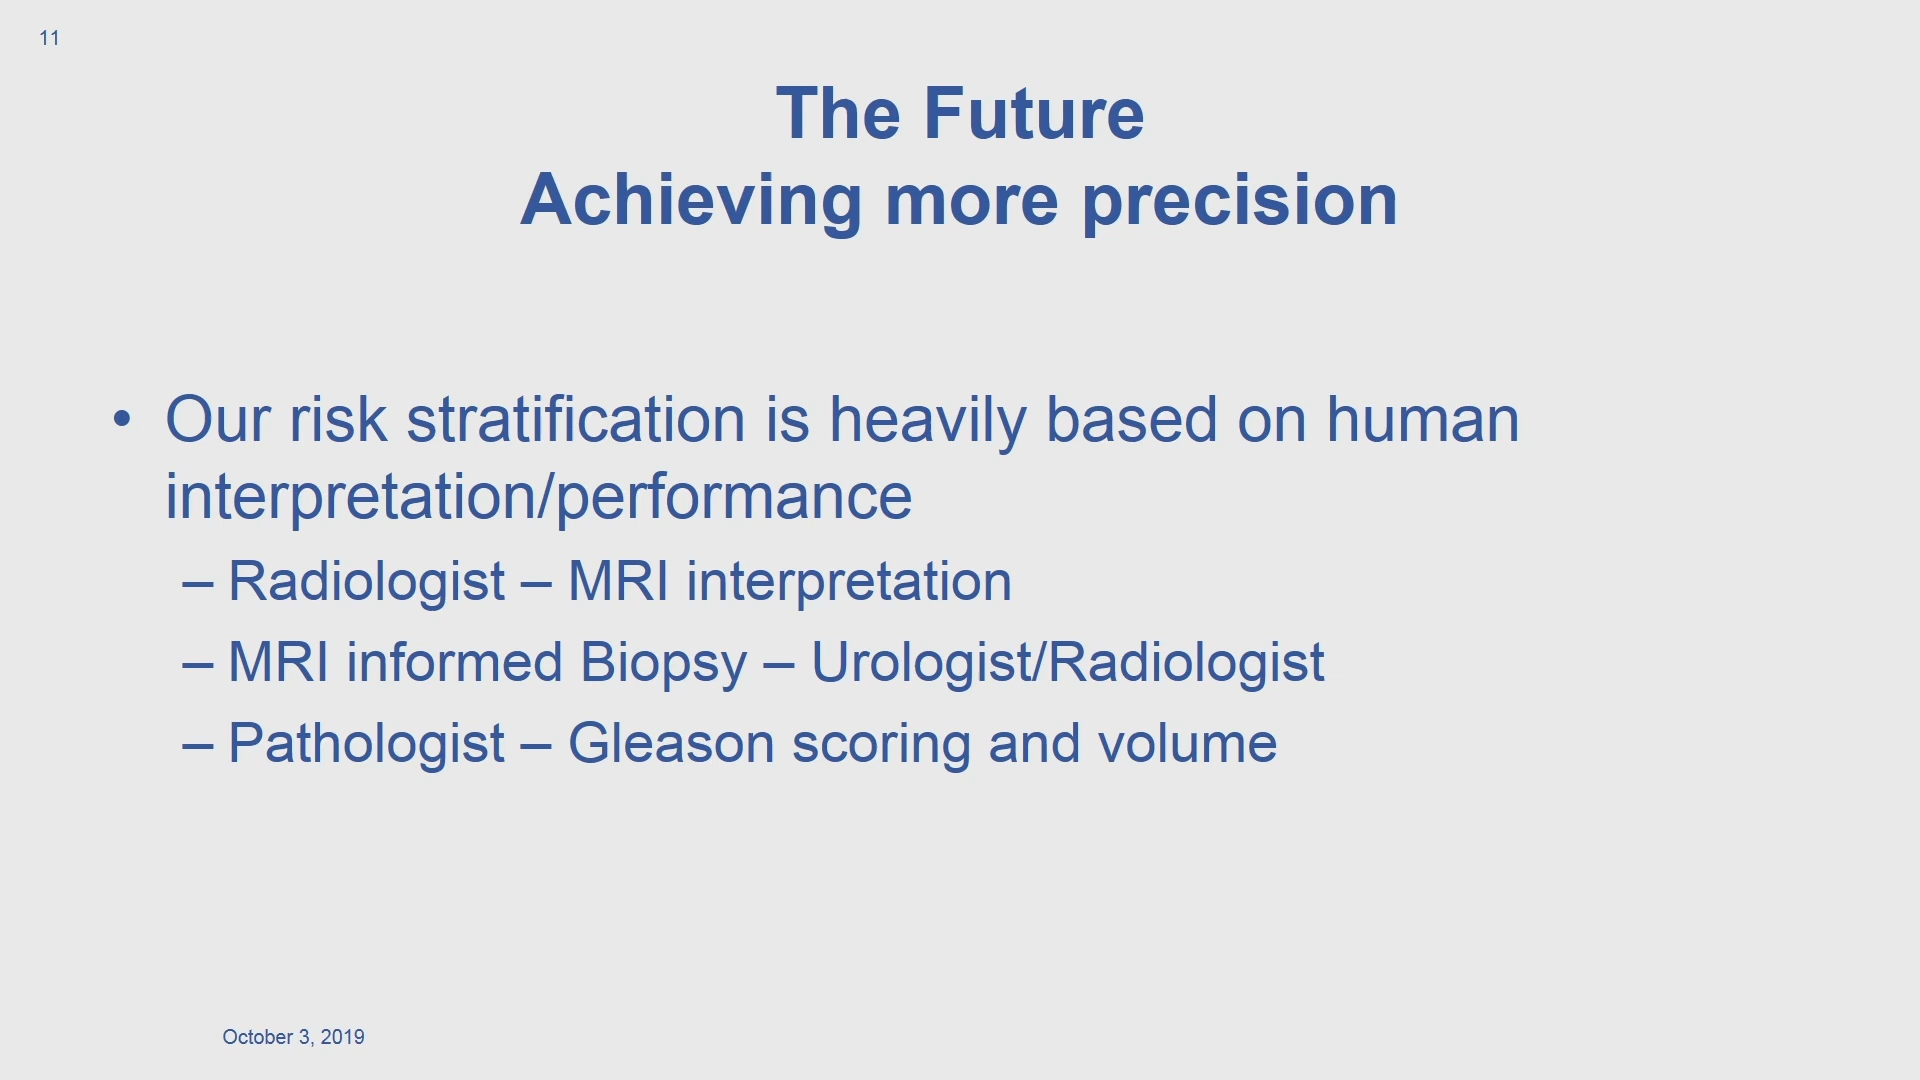 11
The Future
Achieving more precision
• Our risk stratification is heavily based on human
interpretation/performance
– Radiologist – MRI interpretation
– MRI informed Biopsy – Urologist/Radiologist
– Pathologist – Gleason scoring and volume
October 3, 2019